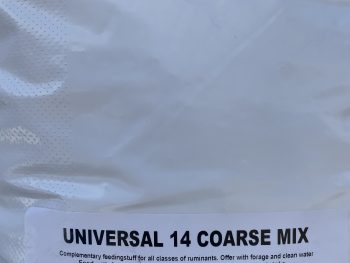 UNIVERSAL 14 COARSE MIX
Complementary feedingstuff for all classes of ruminants. Offer with forage and clean water